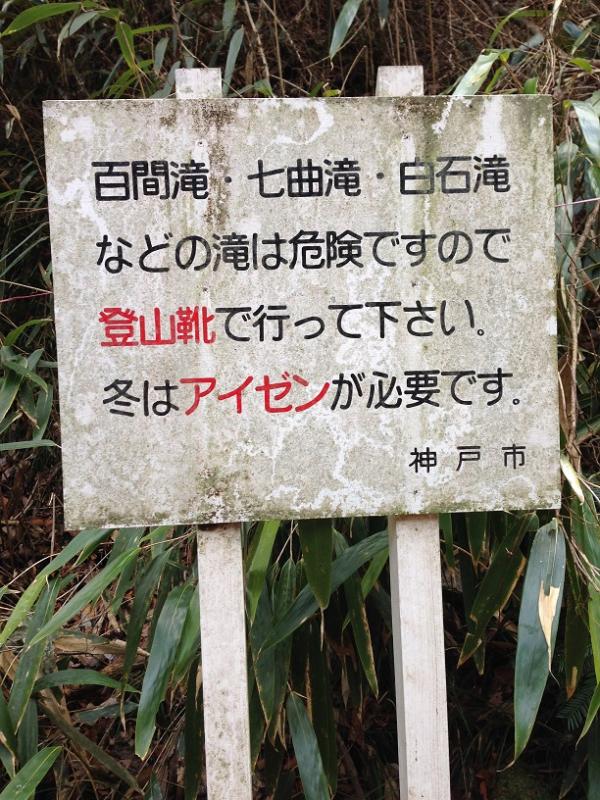 百間滝・七曲滝・白石滝
などの滝は危険ですので
登山靴で行って下さい。
冬はアイゼンが必要です。
神戸市